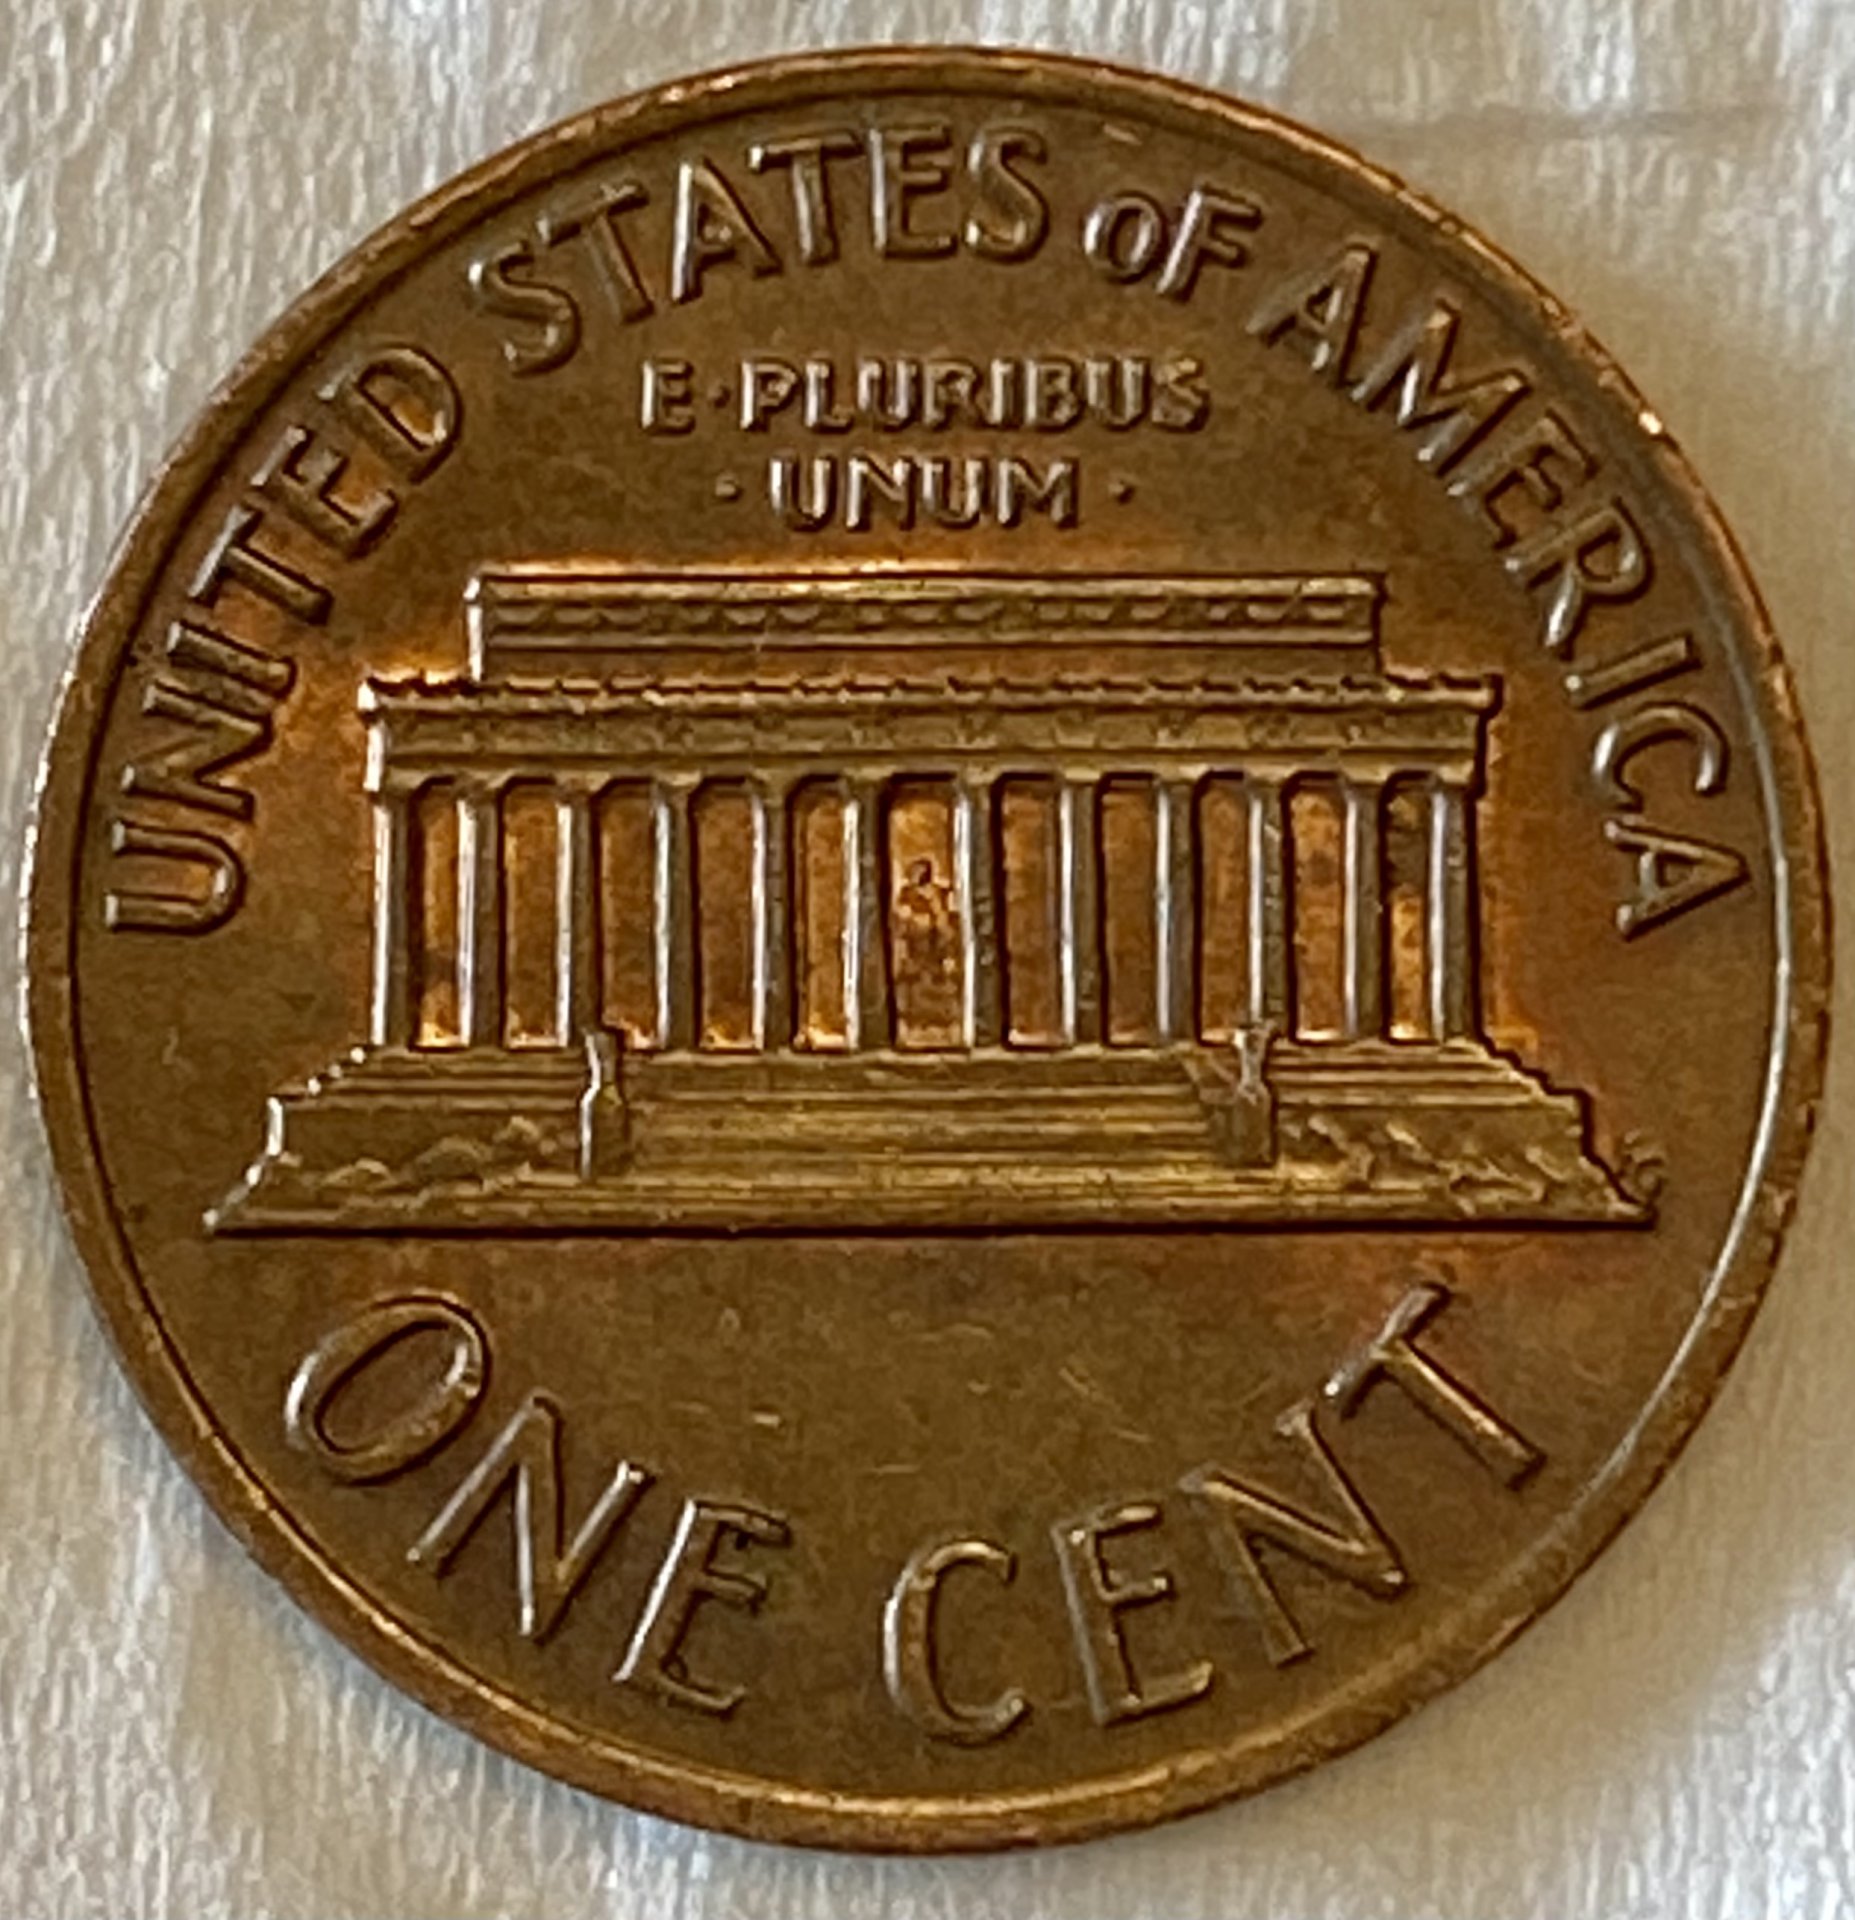 UNITED STATES OF AMERICA
E·PLURIBUS
·UNUM·
ONE CENT